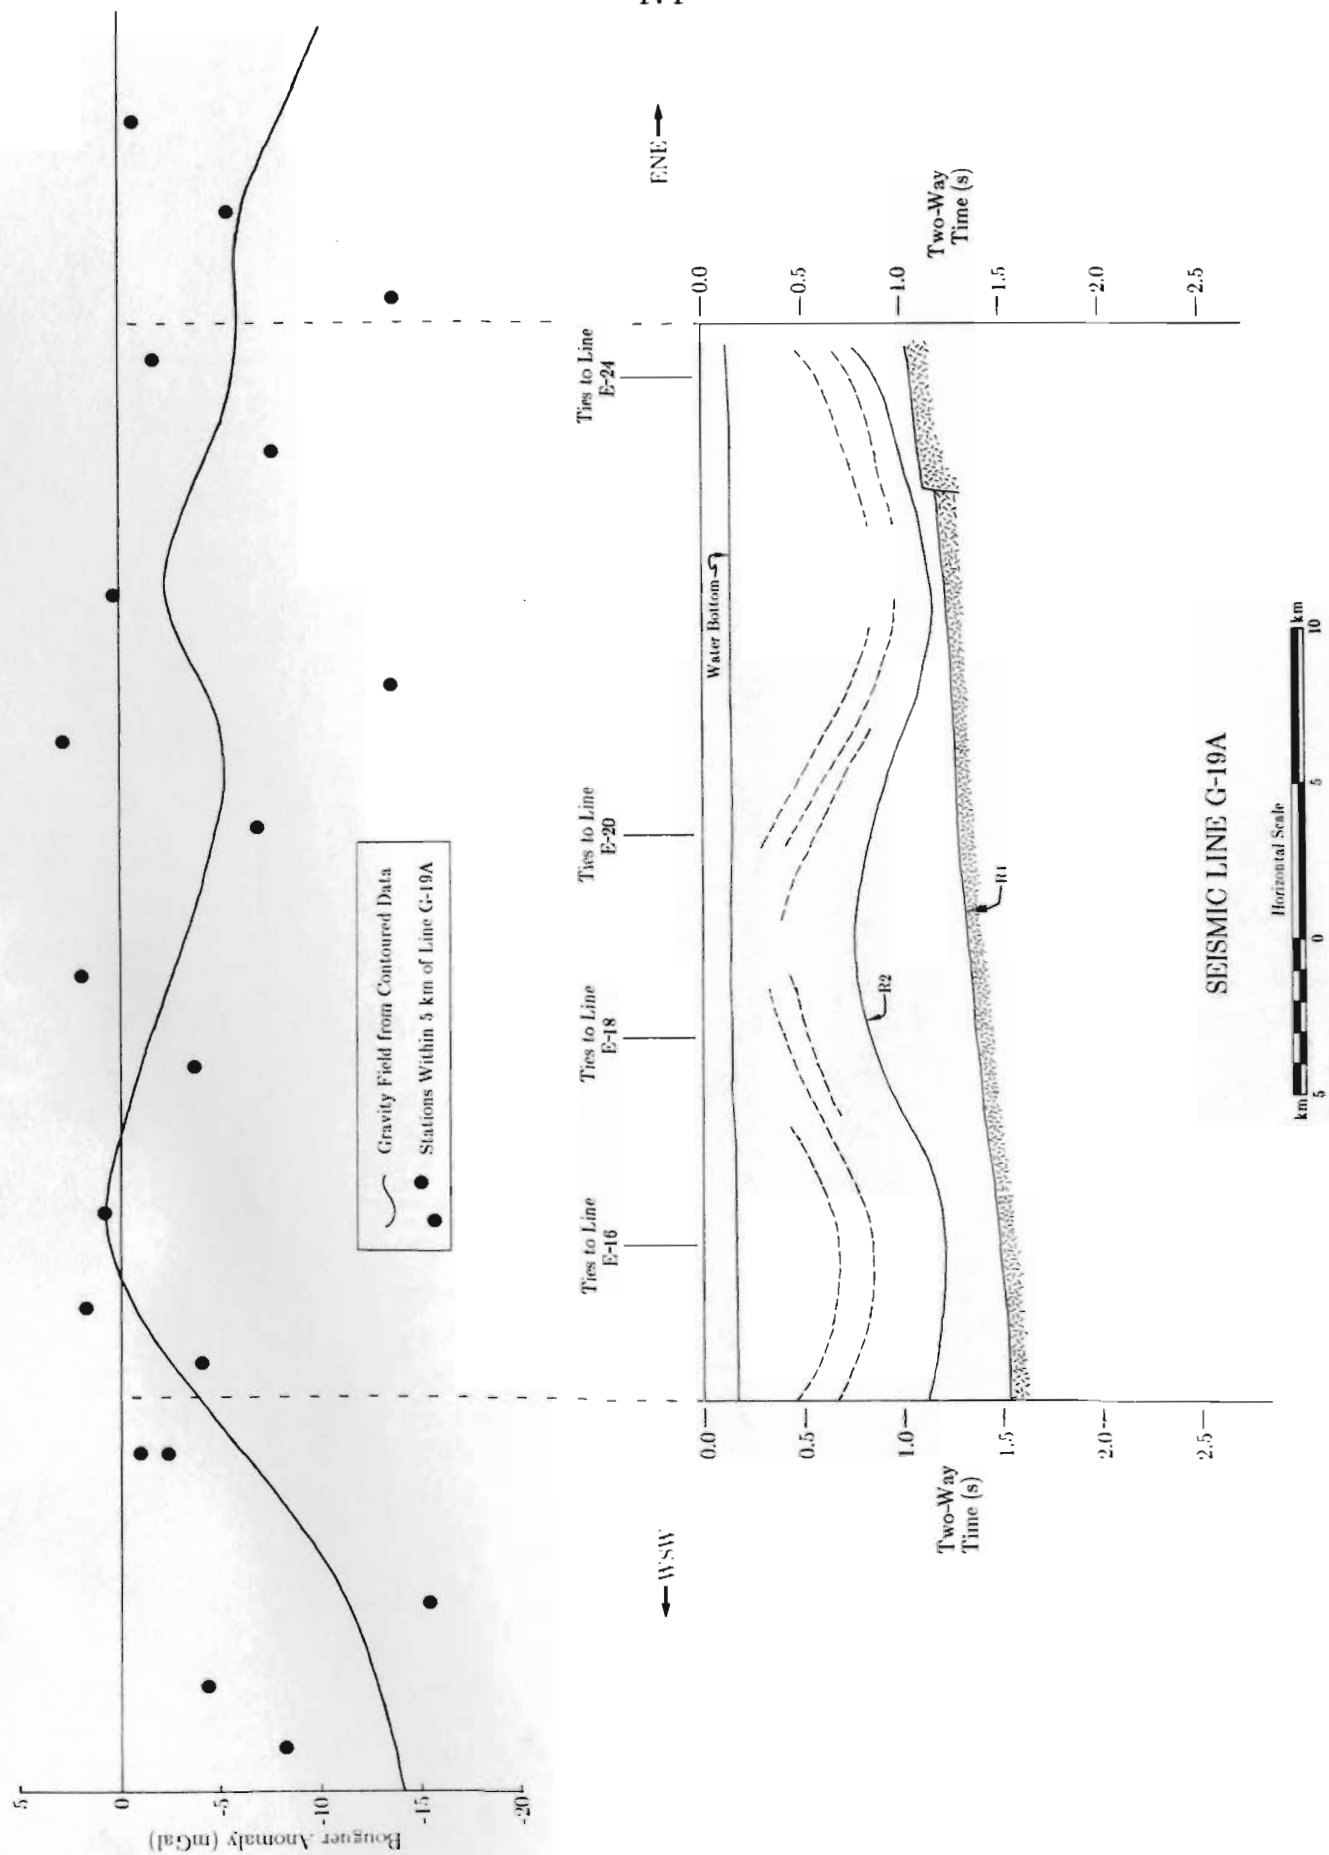 5
0
-5
-10
-15
-20
Bouguer Anomaly (mGal)
Gravity Field from Contoured Data
Stations Within 5 km of Line G-19A
WSW
ENE
Ties to Line
E-16
Ties to Line
E-18
Ties to Line
E-20
Ties to Line
E-24
0.0
0.5
1.0
1.5
2.0
2.5
Two-Way
Time (s)
Water Bottom
R2
R1
0.0
0.5
1.0
1.5
2.0
2.5
Two-Way
Time (s)
SEISMIC LINE G-19A
Horizontal Scale
km
km
5
0
5
10